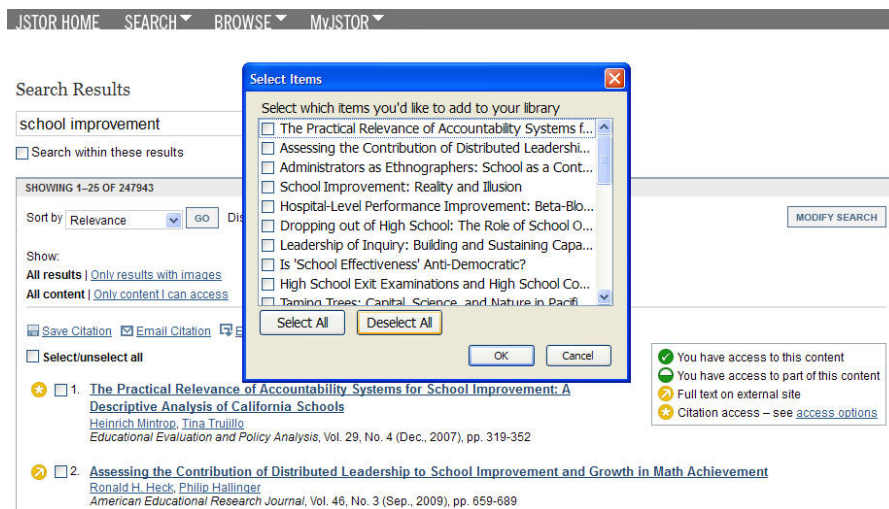 JSTOR HOME SEARCH BROWSE MyJSTOR
Search Results
school improvement
Search within these results
SHOWING 1–25 OF 247943
Sort by Relevance GO Dis
MODIFY SEARCH
Show:
All results | Only results with images
All content | Only content I can access
Save Citation Email Citation E
Select/unselect all
Select Items
Select which items you'd like to add to your library
The Practical Relevance of Accountability Systems f...
Assessing the Contribution of Distributed Leadershi...
Administrators as Ethnographers: School as a Cont...
School Improvement: Reality and Illusion
Hospital-Level Performance Improvement: Beta-Blo...
Dropping out of High School: The Role of School O...
Leadership of Inquiry: Building and Sustaining Capa...
Is 'School Effectiveness' Anti-Democratic?
High School Exit Examinations and High School Co...
Taming Trees: Capital, Science, and Nature in Pacifi
Select All Deselect All
OK Cancel
You have access to this content
You have access to part of this content
Full text on external site
Citation access – see access options
1. The Practical Relevance of Accountability Systems for School Improvement: A
Descriptive Analysis of California Schools
Heinrich Mintrop, Tina Trujillo
Educational Evaluation and Policy Analysis, Vol. 29, No. 4 (Dec., 2007), pp. 319-352
2. Assessing the Contribution of Distributed Leadership to School Improvement and Growth in Math Achievement
Ronald H. Heck, Philip Hallinger
American Educational Research Journal, Vol. 46, No. 3 (Sep., 2009), pp. 659-689